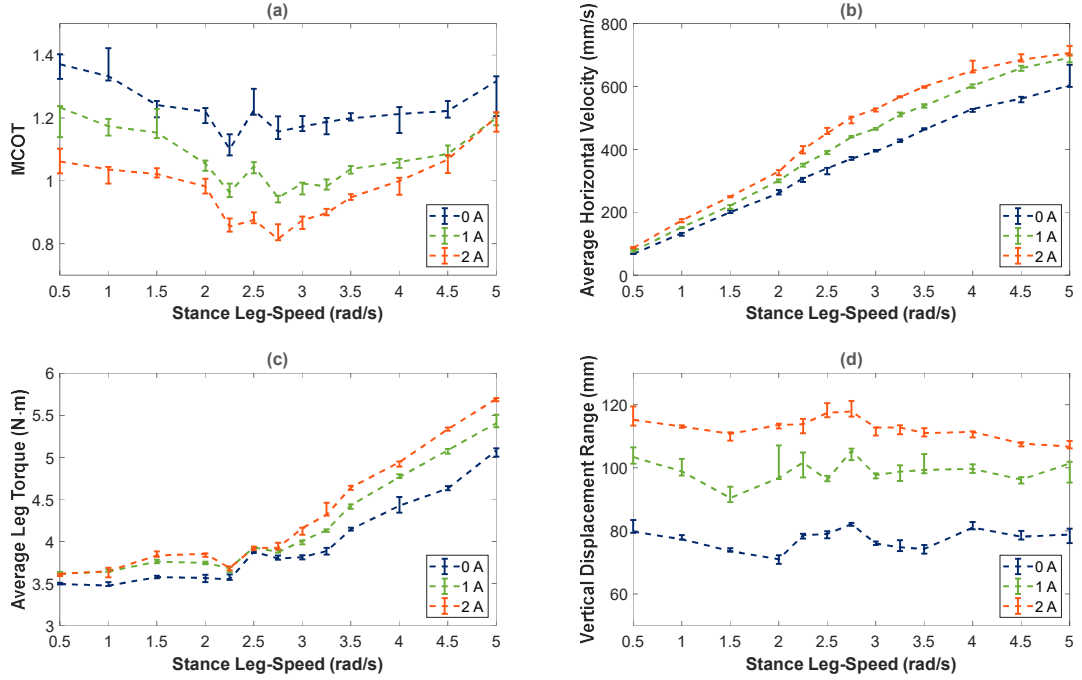 (a)
MCOT
1.4
1.2
1
0.8
0.5 1 1.5 2 2.5 3 3.5 4 4.5 5
Stance Leg-Speed (rad/s)
0 A
1 A
2 A
(b)
Average Horizontal Velocity (mm/s)
800
600
400
200
0
0.5 1 1.5 2 2.5 3 3.5 4 4.5 5
Stance Leg-Speed (rad/s)
0 A
1 A
2 A
(c)
Average Leg Torque (N·m)
6
5.5
5
4.5
4
3.5
3
0.5 1 1.5 2 2.5 3 3.5 4 4.5 5
Stance Leg-Speed (rad/s)
0 A
1 A
2 A
(d)
Vertical Displacement Range (mm)
120
100
80
60
0.5 1 1.5 2 2.5 3 3.5 4 4.5 5
Stance Leg-Speed (rad/s)
0 A
1 A
2 A